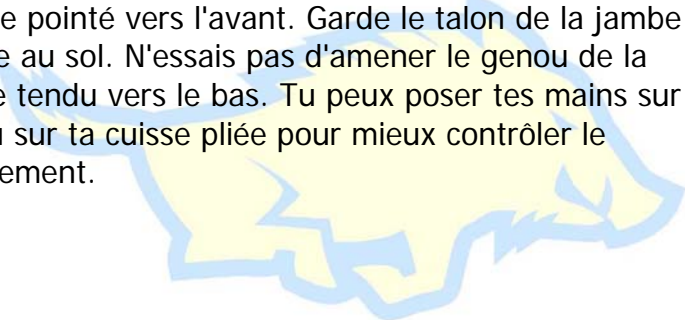 e pointé vers l'avant. Garde le talon de la jambe
e au sol. N'essais pas d'amener le genou de la
e tendu vers le bas. Tu peux poser tes mains sur
u sur ta cuisse pliée pour mieux contrôler le
ement.